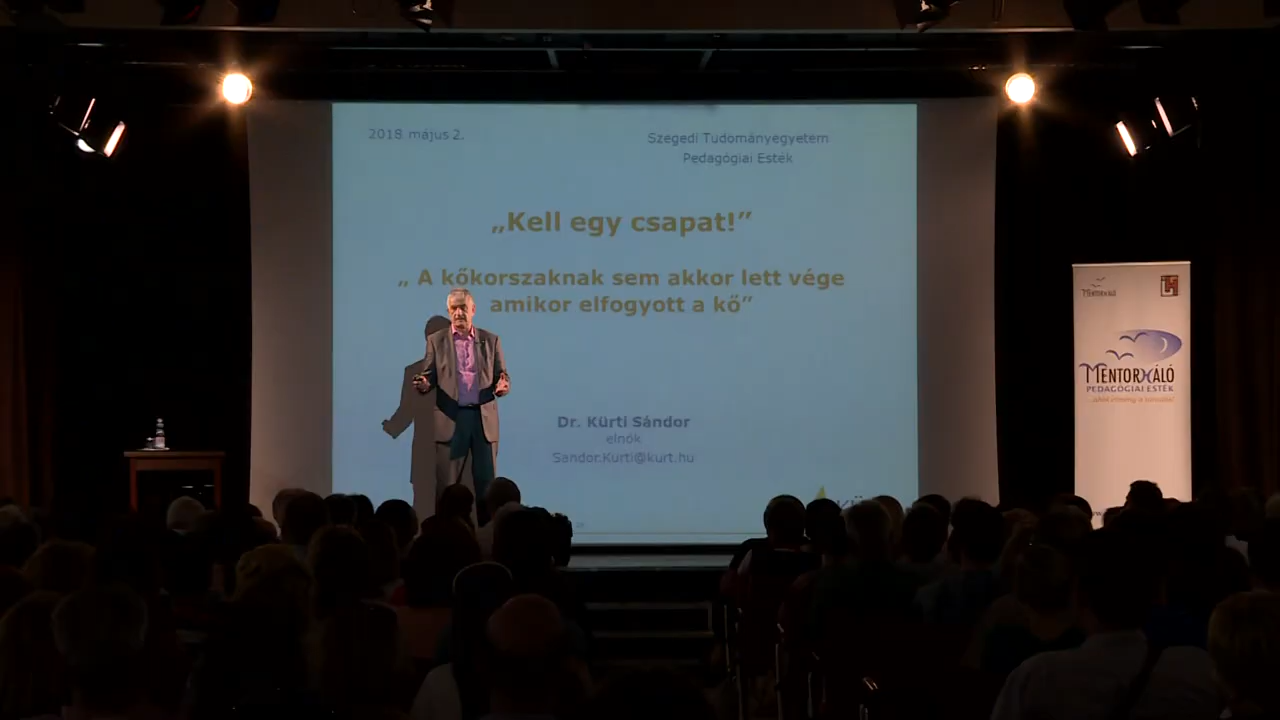 2018. május 2.
Szegedi Tudományegyetem
Pedagógiai Esték
„Kell egy csapat!”
„ A kőkorszaknak sem akkor lett vége
amikor elfogyott a kő”
Dr. Kürti Sándor
elnök
Sandor.Kurti@kurt.hu
MENTORHÁLÓ
MENTORHÁLÓ
PEDAGÓGIAI ESTÉK